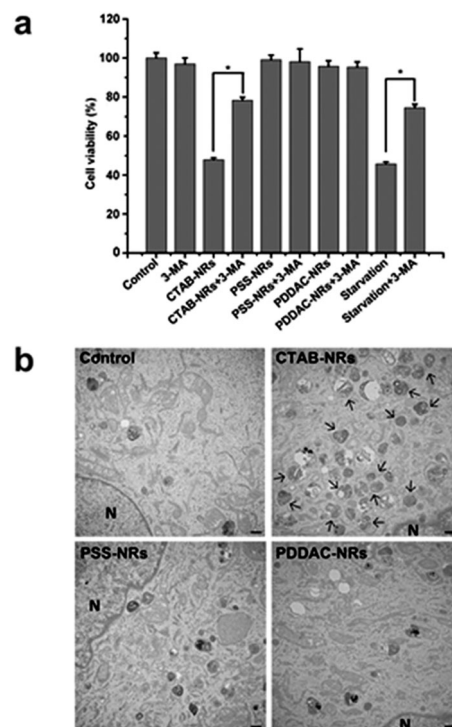 a
120
100
80
60
40
20
0
Cell viability (%)
*
*
Control
3-MA
CTAB-NRs
CTAB-NRs+3-MA
PSS-NRs
PSS-NRs+3-MA
PDDAC-NRs
PDDAC-NRs+3-MA
Starvation
Starvation+3-MA
b
Control
N
CTAB-NRs
N
PSS-NRs
N
PDDAC-NRs
N